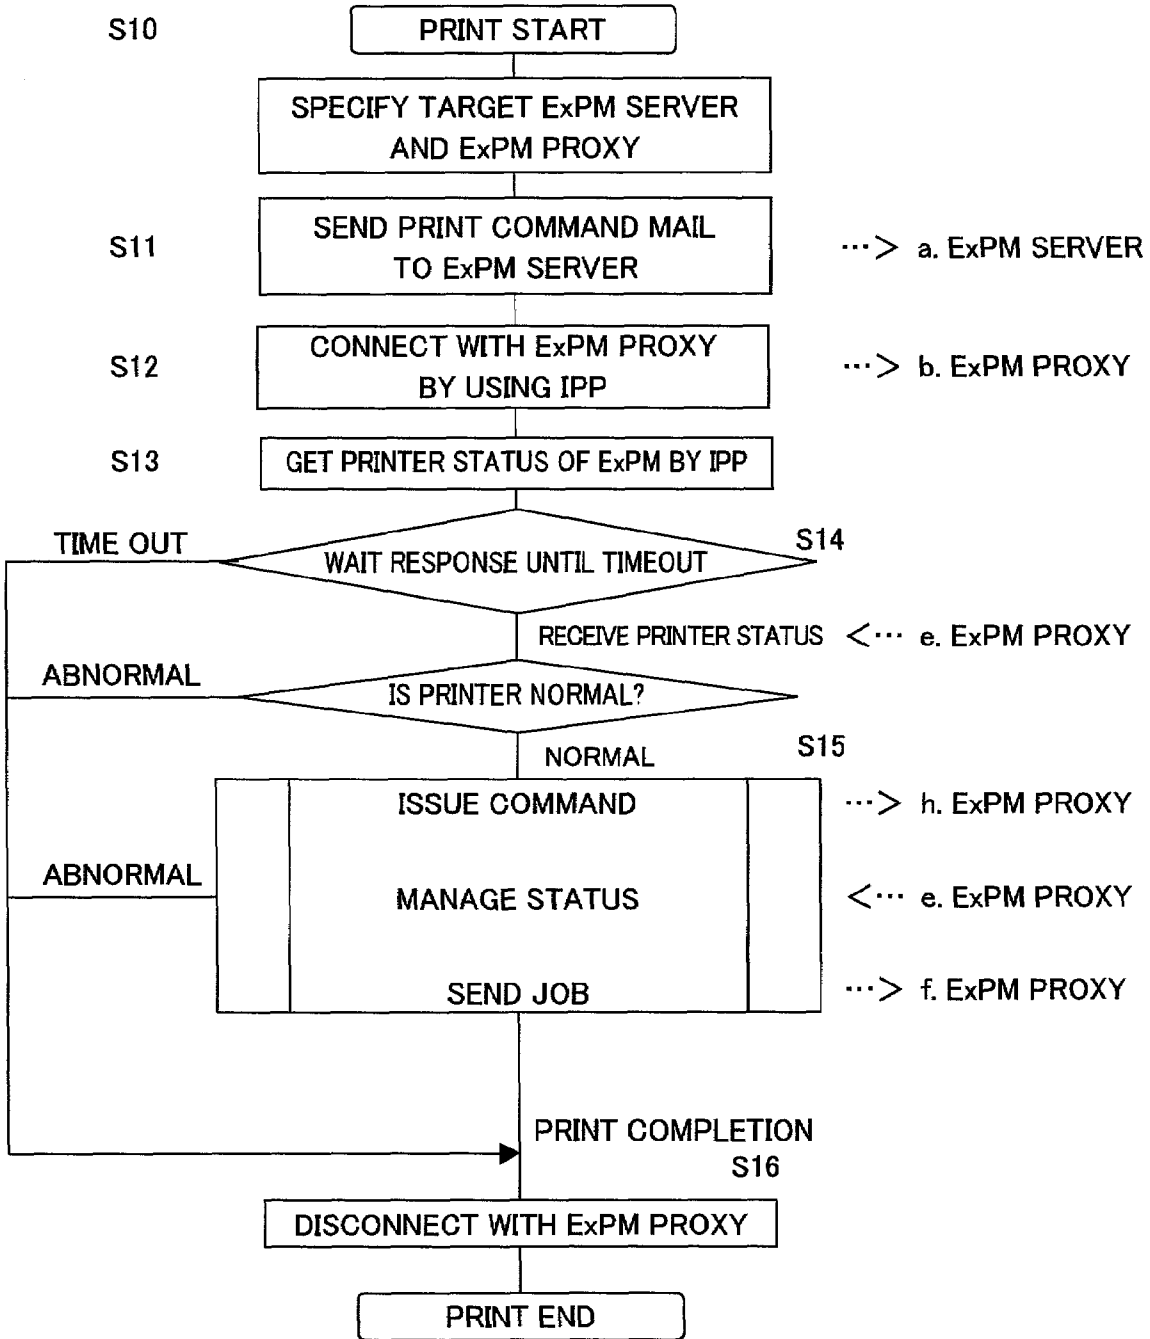 S10
PRINT START
SPECIFY TARGET ExPM SERVER
AND ExPM PROXY
S11
SEND PRINT COMMAND MAIL
TO ExPM SERVER
···> a. ExPM SERVER
S12
CONNECT WITH ExPM PROXY
BY USING IPP
···> b. ExPM PROXY
S13
GET PRINTER STATUS OF ExPM BY IPP
TIME OUT
WAIT RESPONSE UNTIL TIMEOUT
S14
RECEIVE PRINTER STATUS
<··· e. ExPM PROXY
ABNORMAL
IS PRINTER NORMAL?
NORMAL
S15
ISSUE COMMAND
···> h. ExPM PROXY
ABNORMAL
MANAGE STATUS
<··· e. ExPM PROXY
SEND JOB
···> f. ExPM PROXY
PRINT COMPLETION
S16
DISCONNECT WITH ExPM PROXY
PRINT END